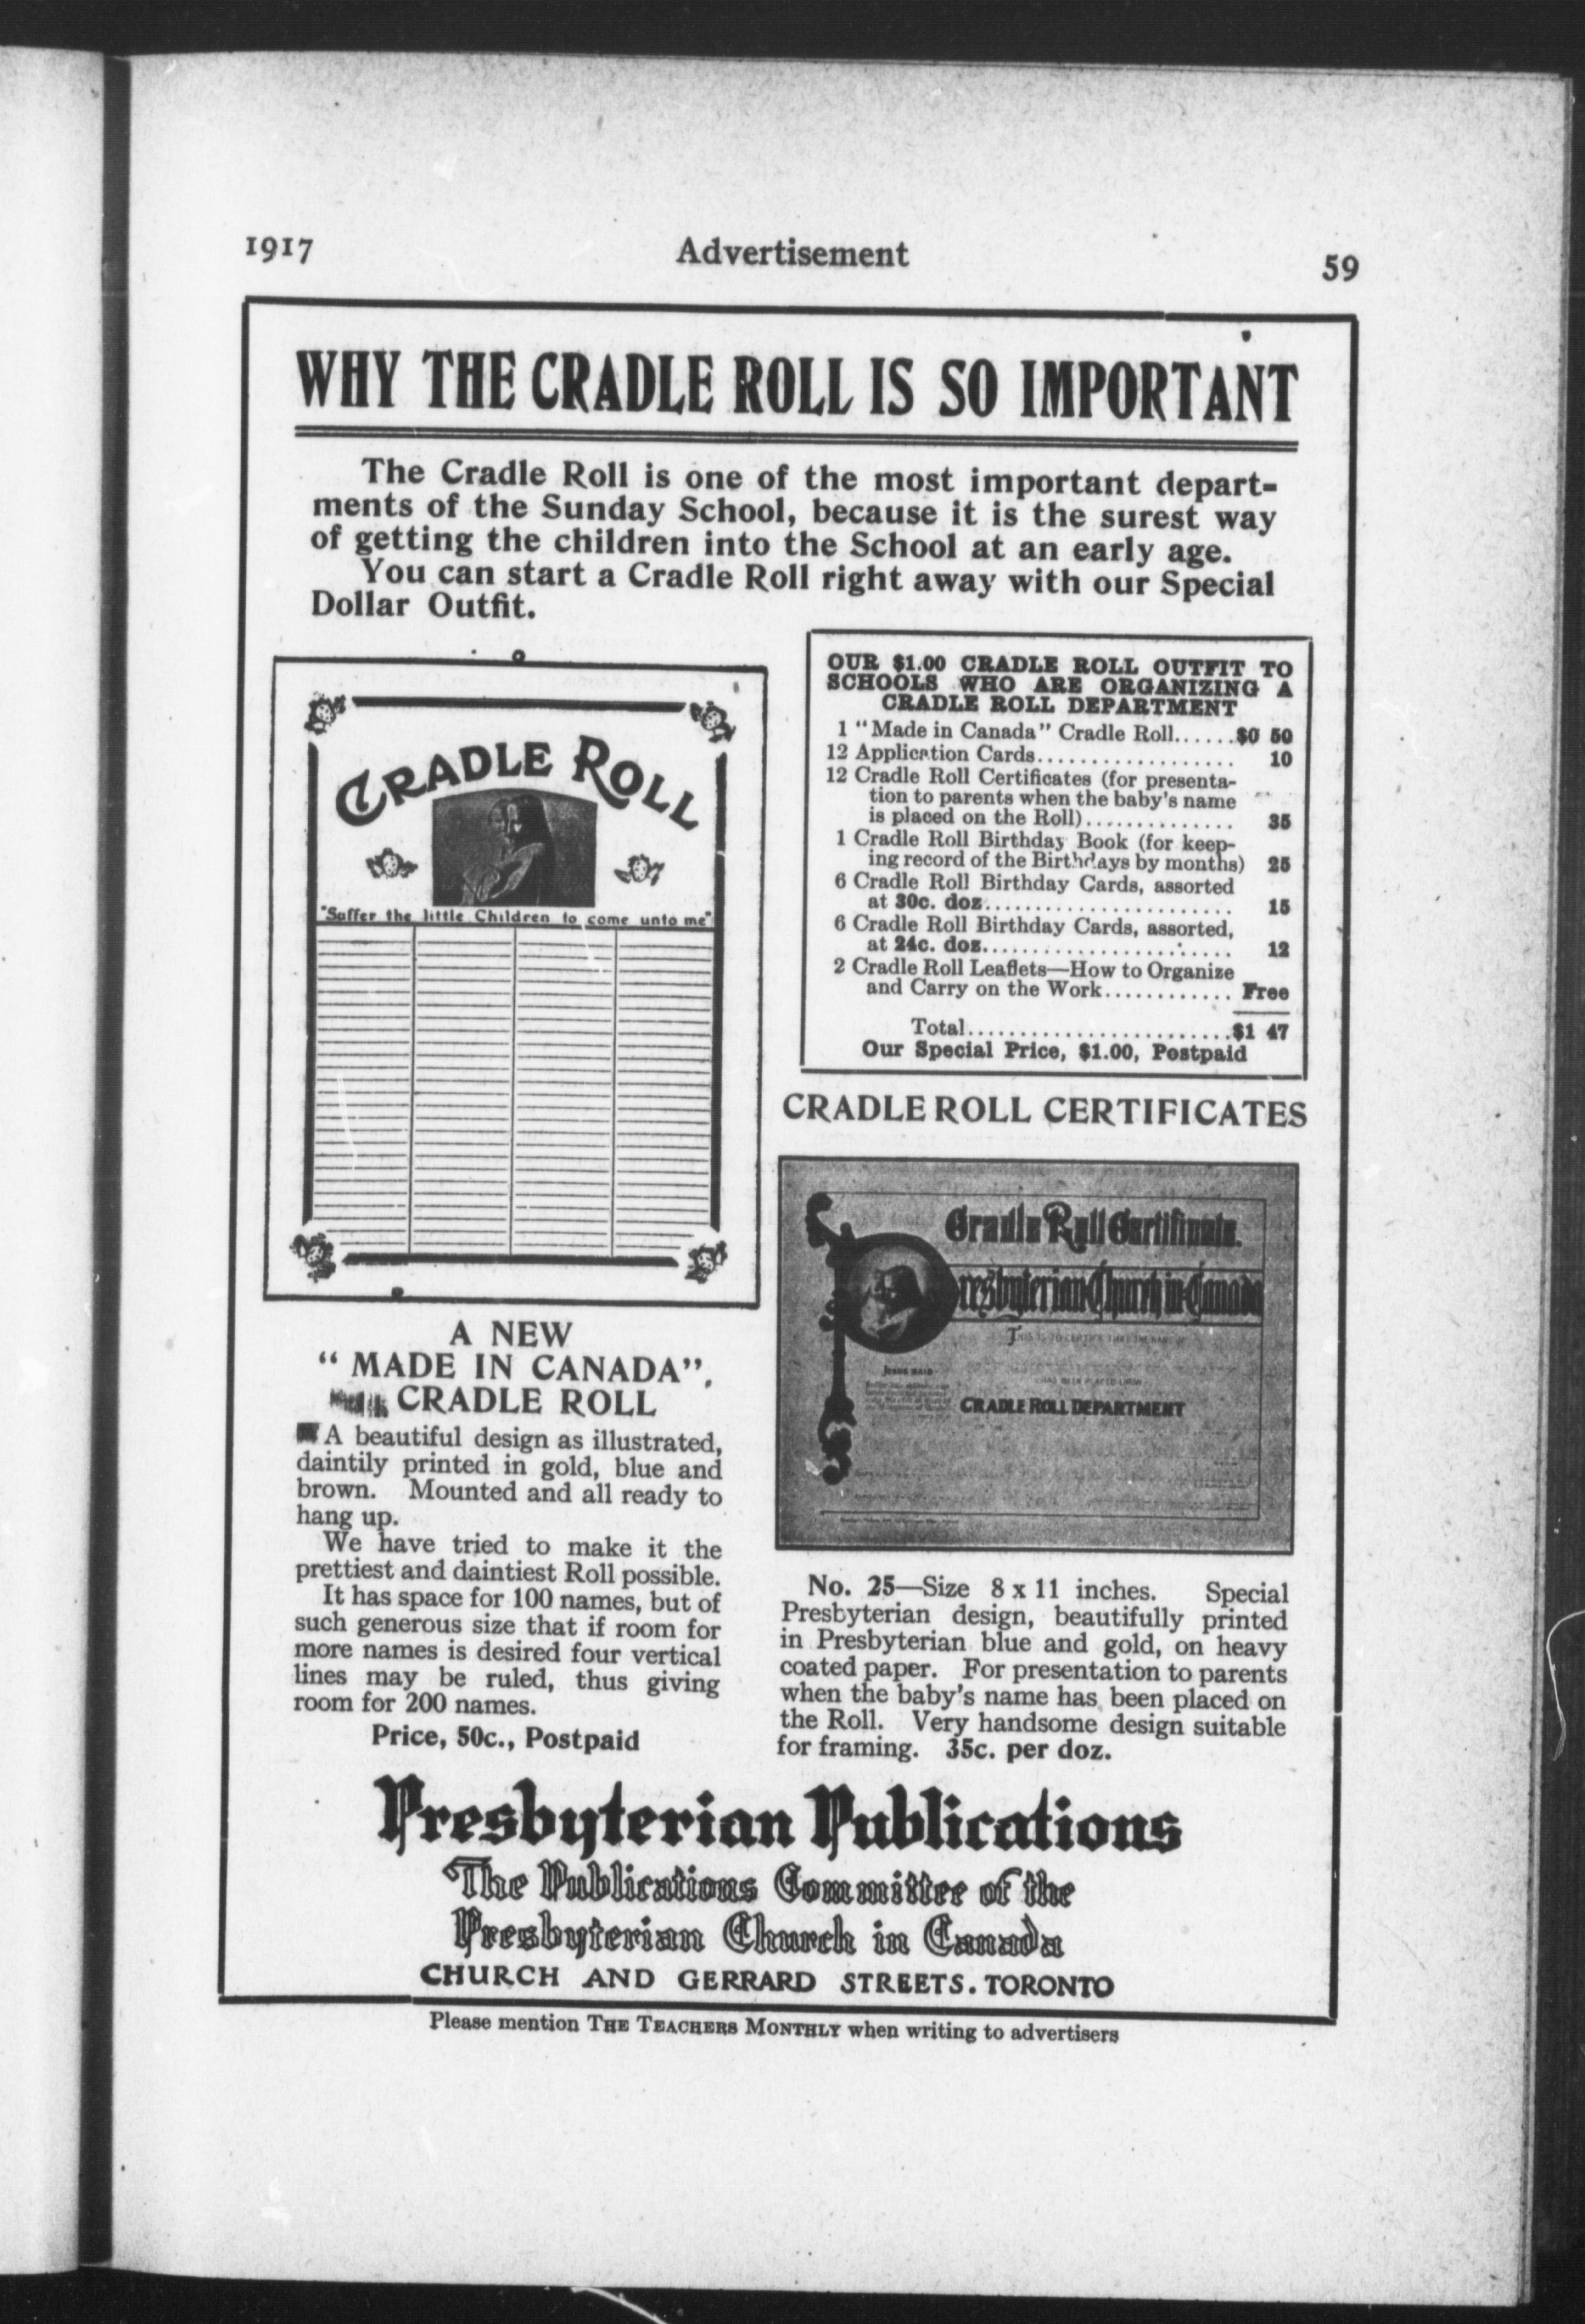 1917
Advertisement
59
WHY THE CRADLE ROLL IS SO IMPORTANT
The Cradle Roll is one of the most important depart-
ments of the Sunday School, because it is the surest way
of getting the children into the School at an early age.
You can start a Cradle Roll right away with our Special
Dollar Outfit.
CRADLE ROLL
"Suffer the little Children to come unto me"
A NEW
"MADE IN CANADA"
CRADLE ROLL
A beautiful design as illustrated,
daintily printed in gold, blue and
brown. Mounted and all ready to
hang up.
We have tried to make it the
prettiest and daintiest Roll possible.
It has space for 100 names, but of
such generous size that if room for
more names is desired four vertical
lines may be ruled, thus giving
room for 200 names.
Price, 50c., Postpaid
OUR $1.00 CRADLE ROLL OUTFIT TO
SCHOOLS WHO ARE ORGANIZING A
CRADLE ROLL DEPARTMENT
1 "Made in Canada" Cradle Roll......$0 50
12 Application Cards................... 10
12 Cradle Roll Certificates (for presenta-
tion to parents when the baby's name
is placed on the Roll).............. 35
1 Cradle Roll Birthday Book (for keep-
ing record of the Birthdays by months) 25
6 Cradle Roll Birthday Cards, assorted
at 30c. doz........................ 15
6 Cradle Roll Birthday Cards, assorted,
at 24c. doz........................ 12
2 Cradle Roll Leaflets—How to Organize
and Carry on the Work............ Free
Total.........................$1 47
Our Special Price, $1.00, Postpaid
CRADLE ROLL CERTIFICATES
Cradle Roll Certificate.
Presbyterian Church in Canada
THIS IS TO CERTIFY THAT THE NAME OF
JESUS SAID
HAS BEEN PLACED UPON
CRADLE ROLL DEPARTMENT
No. 25—Size 8 x 11 inches. Special
Presbyterian design, beautifully printed
in Presbyterian blue and gold, on heavy
coated paper. For presentation to parents
when the baby's name has been placed on
the Roll. Very handsome design suitable
for framing. 35c. per doz.
Presbyterian Publications
The Publications Committee of the
Presbyterian Church in Canada
CHURCH AND GERRARD STREETS. TORONTO
Please mention THE TEACHERS MONTHLY when writing to advertisers